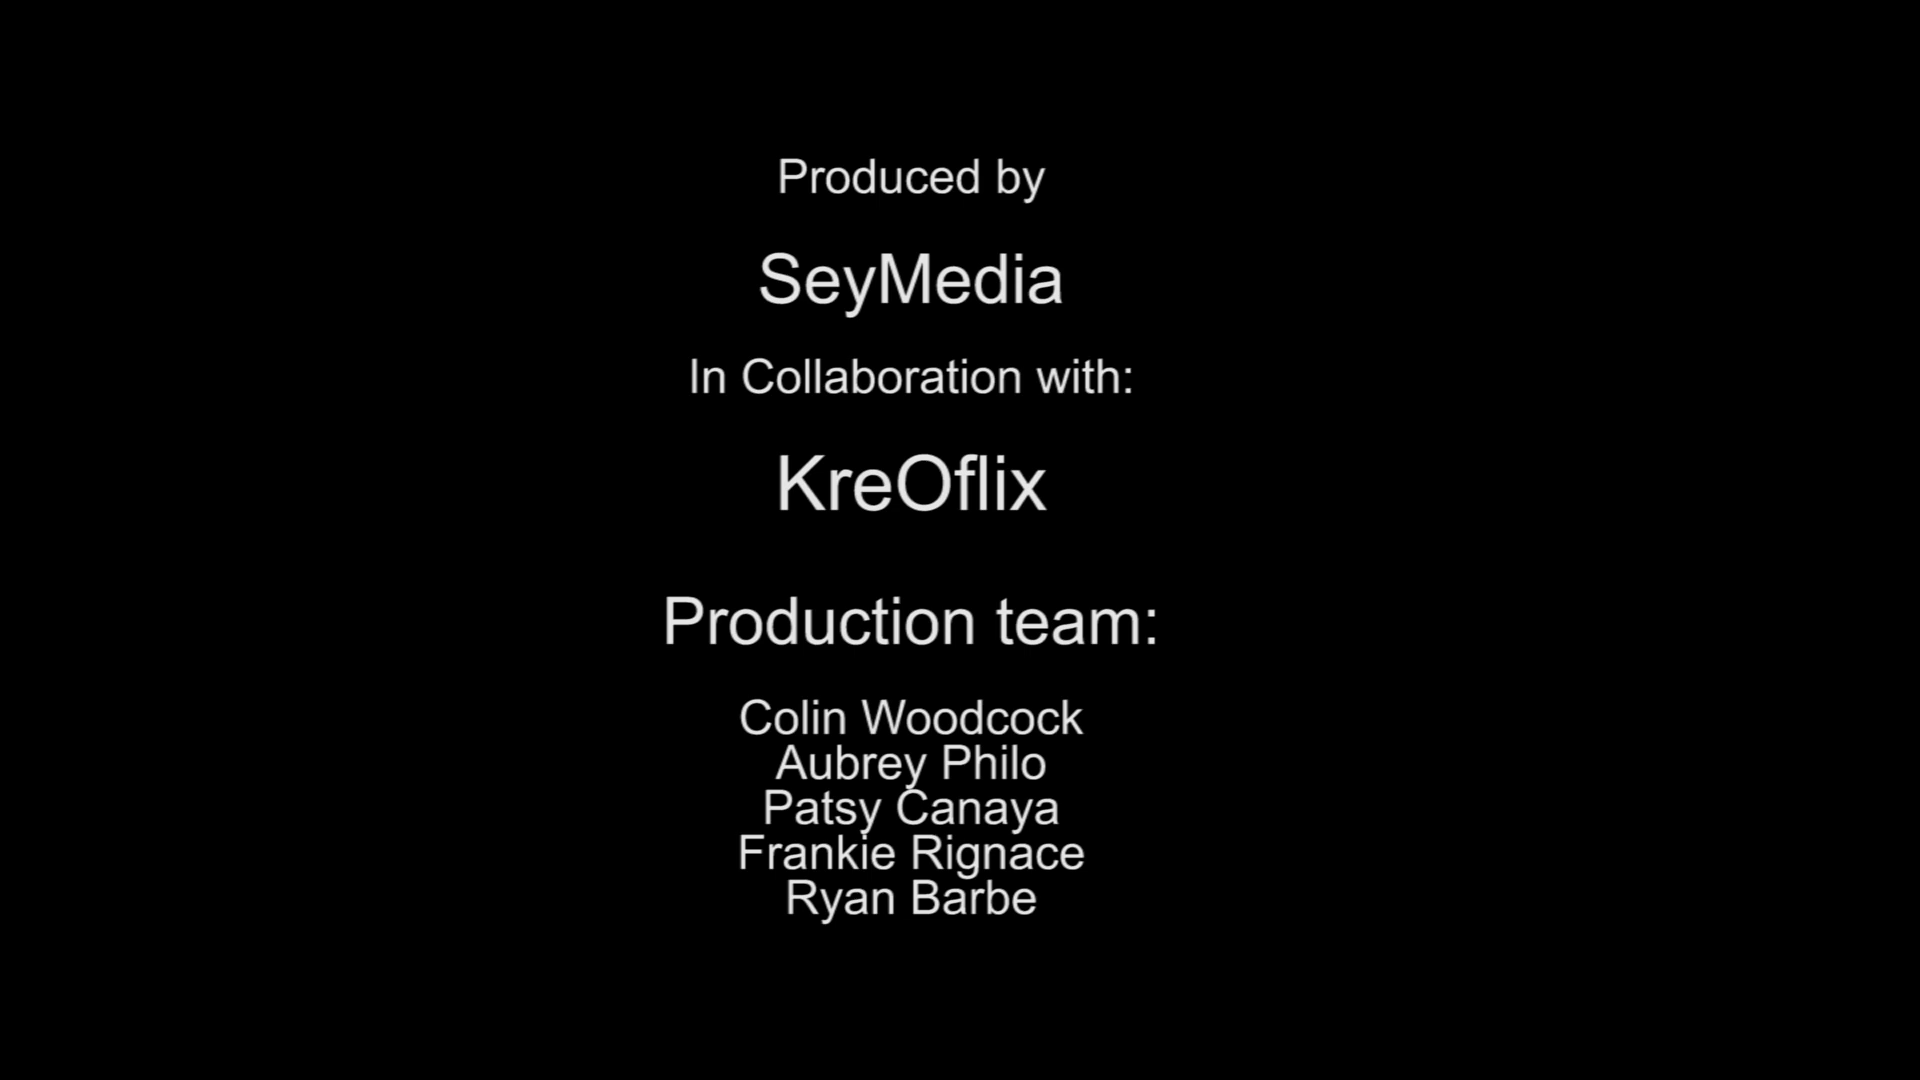 Produced by
SeyMedia
In Collaboration with:
KreOflix
Production team:
Colin Woodcock
Aubrey Philo
Patsy Canaya
Frankie Rignace
Ryan Barbe